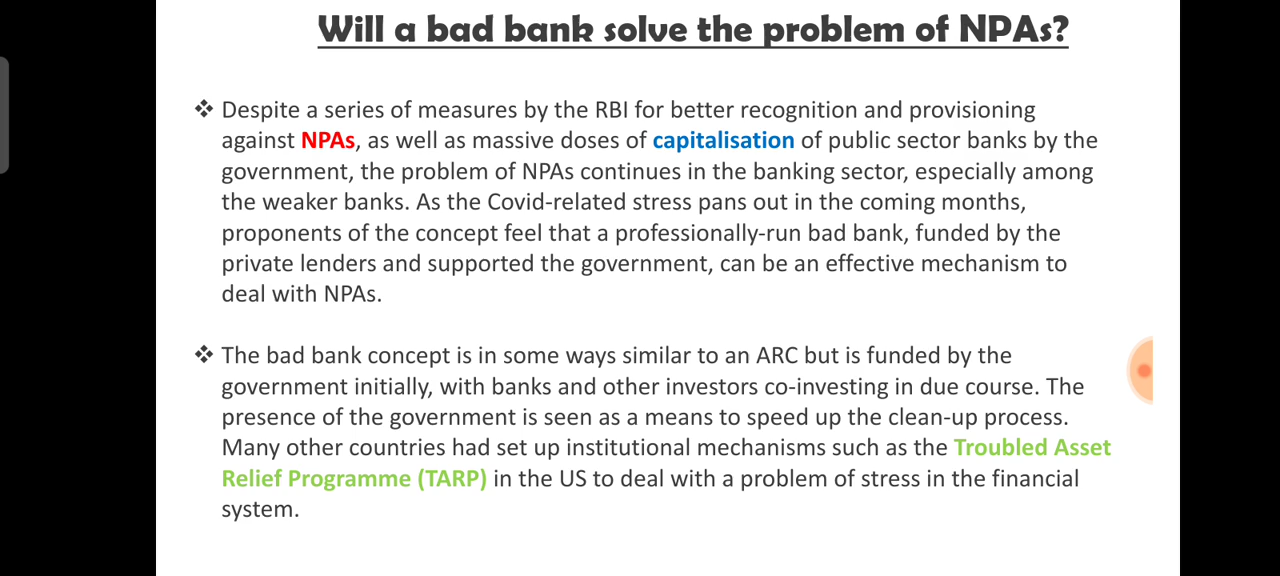 Will a bad bank solve the problem of NPAs?
❖ Despite a series of measures by the RBI for better recognition and provisioning
against NPAs, as well as massive doses of capitalisation of public sector banks by the
government, the problem of NPAs continues in the banking sector, especially among
the weaker banks. As the Covid-related stress pans out in the coming months,
proponents of the concept feel that a professionally-run bad bank, funded by the
private lenders and supported the government, can be an effective mechanism to
deal with NPAs.
❖ The bad bank concept is in some ways similar to an ARC but is funded by the
government initially, with banks and other investors co-investing in due course. The
presence of the government is seen as a means to speed up the clean-up process.
Many other countries had set up institutional mechanisms such as the Troubled Asset
Relief Programme (TARP) in the US to deal with a problem of stress in the financial
system.